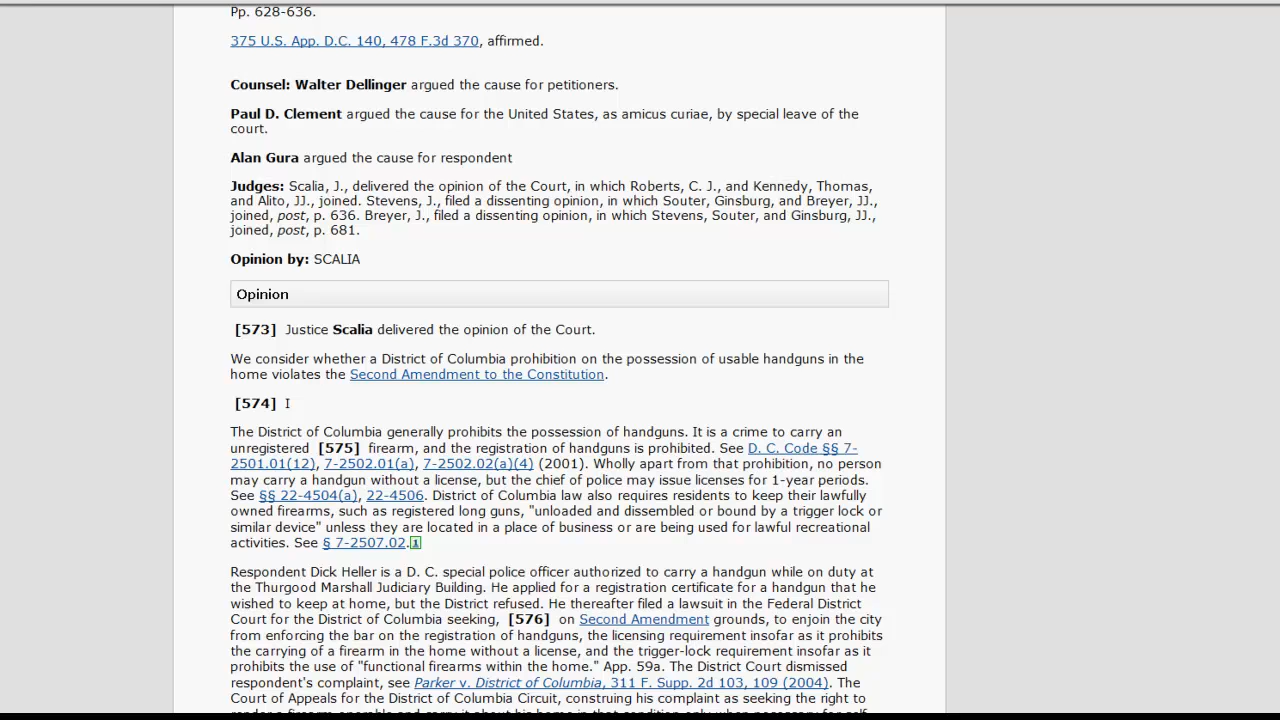 Pp. 628-636.
375 U.S. App. D.C. 140, 478 F.3d 370, affirmed.
Counsel: Walter Dellinger argued the cause for petitioners.
Paul D. Clement argued the cause for the United States, as amicus curiae, by special leave of the
court.
Alan Gura argued the cause for respondent
Judges: Scalia, J., delivered the opinion of the Court, in which Roberts, C. J., and Kennedy, Thomas,
and Alito, JJ., joined. Stevens, J., filed a dissenting opinion, in which Souter, Ginsburg, and Breyer, JJ.,
joined, post, p. 636. Breyer, J., filed a dissenting opinion, in which Stevens, Souter, and Ginsburg, JJ.,
joined, post, p. 681.
Opinion by: SCALIA
Opinion
[573] Justice Scalia delivered the opinion of the Court.
We consider whether a District of Columbia prohibition on the possession of usable handguns in the
home violates the Second Amendment to the Constitution.
[574] I
The District of Columbia generally prohibits the possession of handguns. It is a crime to carry an
unregistered [575] firearm, and the registration of handguns is prohibited. See D. C. Code §§ 7-
2501.01(12), 7-2502.01(a), 7-2502.02(a)(4) (2001). Wholly apart from that prohibition, no person
may carry a handgun without a license, but the chief of police may issue licenses for 1-year periods.
See §§ 22-4504(a), 22-4506. District of Columbia law also requires residents to keep their lawfully
owned firearms, such as registered long guns, "unloaded and dissembled or bound by a trigger lock or
similar device" unless they are located in a place of business or are being used for lawful recreational
activities. See § 7-2507.02.1
Respondent Dick Heller is a D. C. special police officer authorized to carry a handgun while on duty at
the Thurgood Marshall Judiciary Building. He applied for a registration certificate for a handgun that he
wished to keep at home, but the District refused. He thereafter filed a lawsuit in the Federal District
Court for the District of Columbia seeking, [576] on Second Amendment grounds, to enjoin the city
from enforcing the bar on the registration of handguns, the licensing requirement insofar as it prohibits
the carrying of a firearm in the home without a license, and the trigger-lock requirement insofar as it
prohibits the use of "functional firearms within the home." App. 59a. The District Court dismissed
respondent's complaint, see Parker v. District of Columbia, 311 F. Supp. 2d 103, 109 (2004). The
Court of Appeals for the District of Columbia Circuit, construing his complaint as seeking the right to